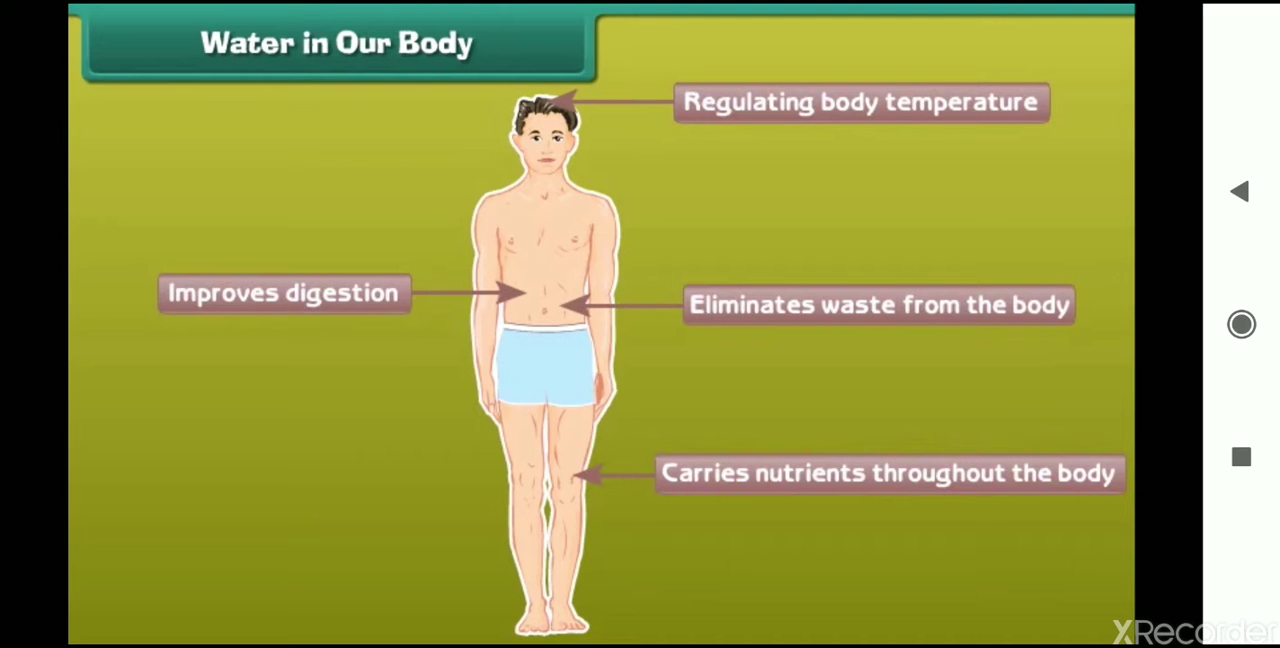 Water in Our Body
Regulating body temperature
Improves digestion
Eliminates waste from the body
Carries nutrients throughout the body
XRecorder